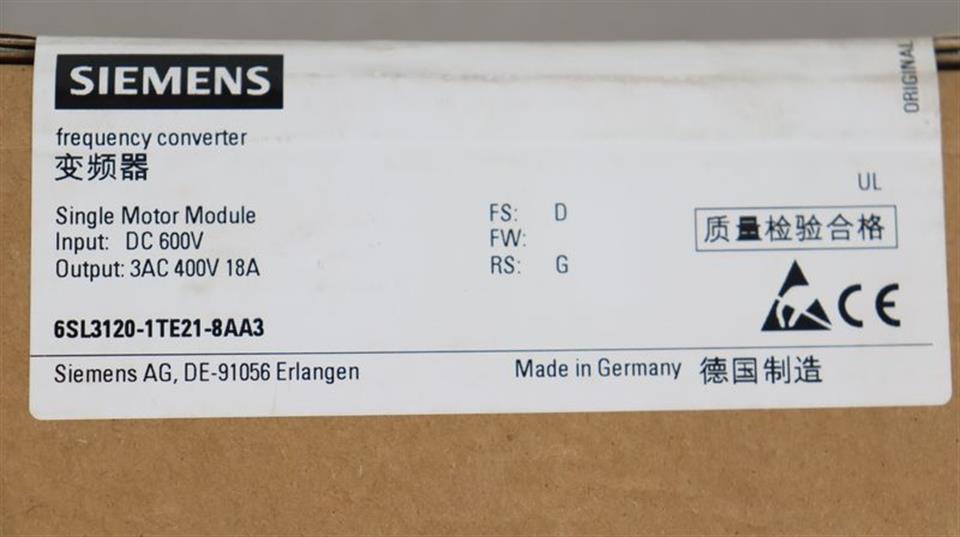 SIEMENS
ORIGINAL
frequency converter
变频器
UL
Single Motor Module
Input: DC 600V
Output: 3AC 400V 18A
FS: D
FW:
RS: G
质量检验合格
CE
6SL3120-1TE21-8AA3
Siemens AG, DE-91056 Erlangen
Made in Germany 德国制造